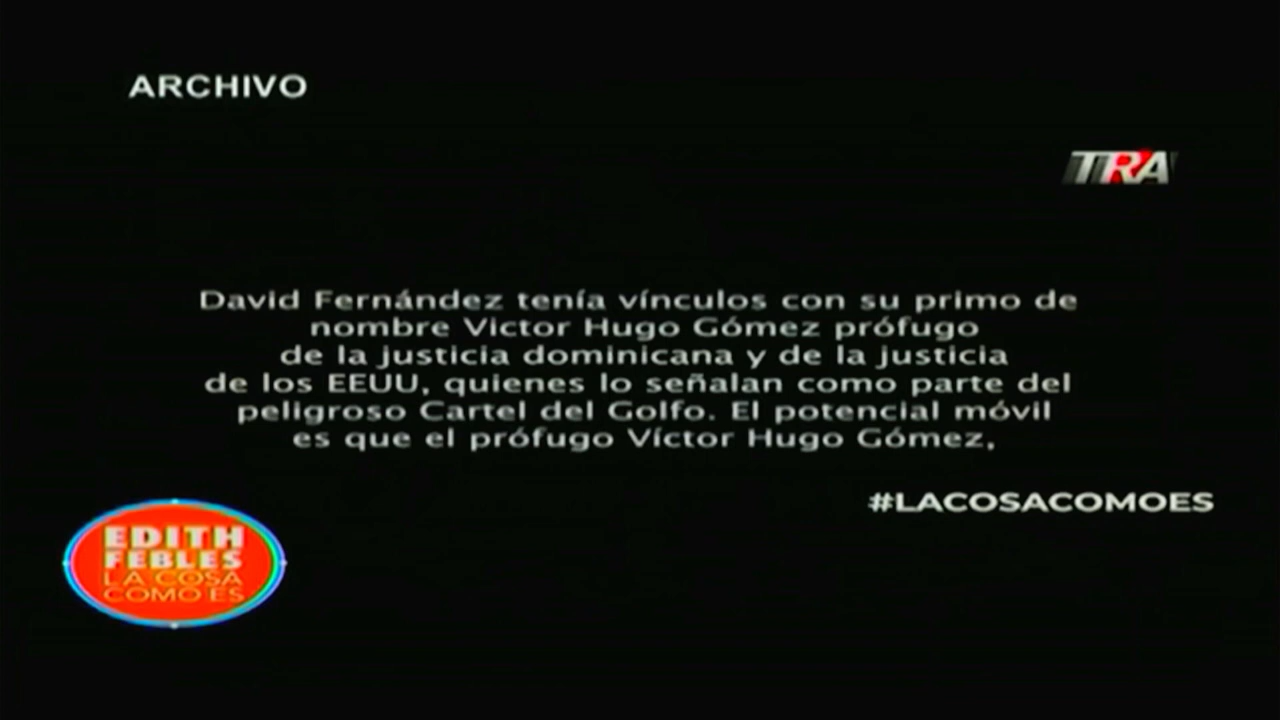 ARCHIVO
TRA
David Fernández tenía vínculos con su primo de
nombre Victor Hugo Gómez prófugo
de la justicia dominicana y de la justicia
de los EEUU, quienes lo señalan como parte del
peligroso Cartel del Golfo. El potencial móvil
es que el prófugo Víctor Hugo Gómez,
#LACOSACOMOES
EDITH
FEBLES
LA COSA
COMO ES